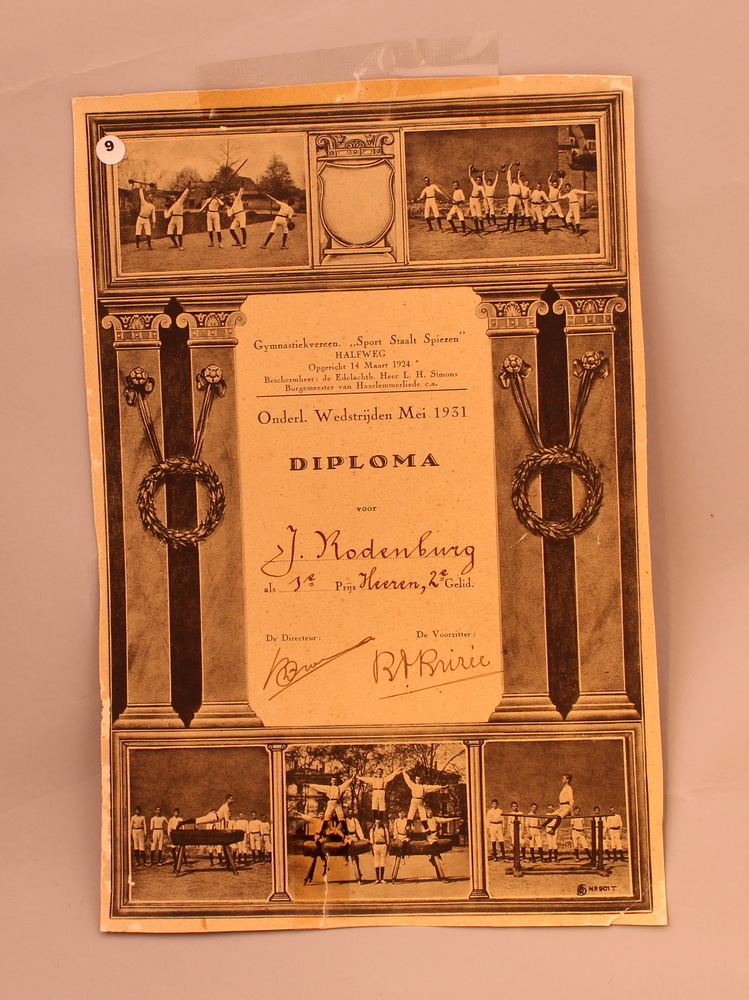 9
Gymnastiekvereen. „Sport Staalt Spieren"
HALFWEG
Opgericht 14 Maart 1924
Beschermheer: de Edelachtb. Heer L. H. Simons
Burgemeester van Haarlemmerliede c.a.
Onderl. Wedstrijden Mei 1931
DIPLOMA
voor
J. Rodenburg
als 1e Prijs Heeren, 2e Gelid.
De Directeur: De Voorzitter:
Nº 901 T